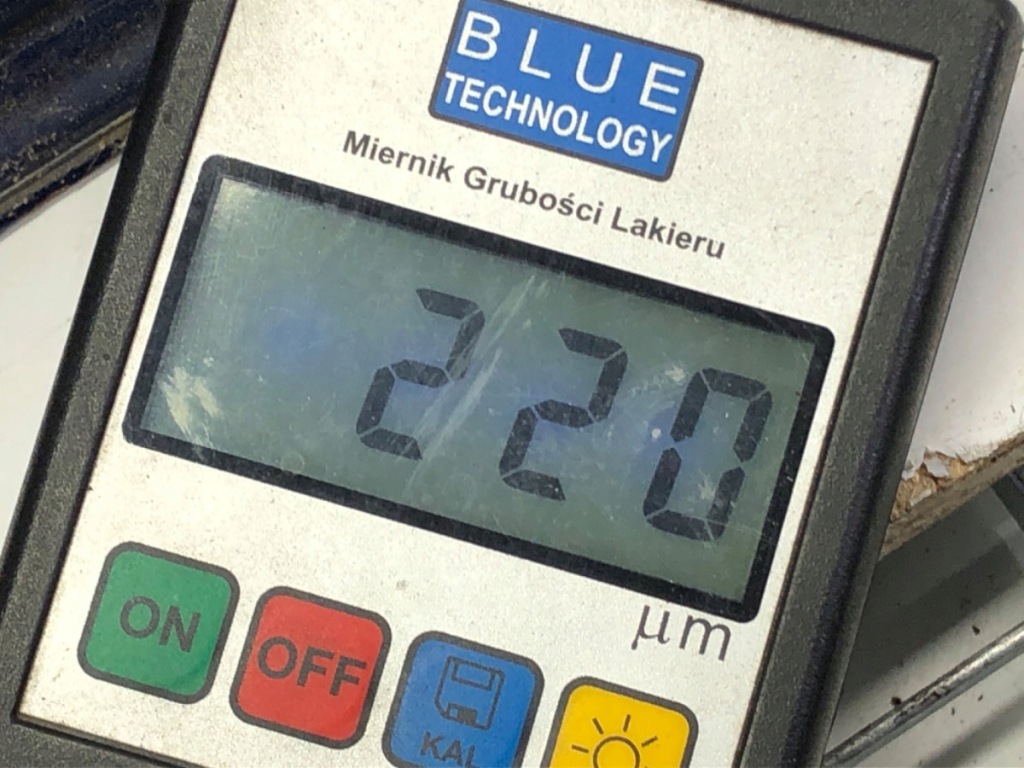 BLUE
TECHNOLOGY
Miernik Grubości Lakieru
220
μm
ON
OFF
KAL